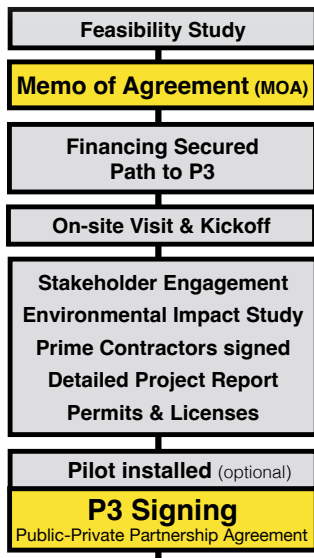 Feasibility Study
Memo of Agreement (MOA)
Financing Secured
Path to P3
On-site Visit & Kickoff
Stakeholder Engagement
Environmental Impact Study
Prime Contractors signed
Detailed Project Report
Permits & Licenses
Pilot installed (optional)
P3 Signing
Public-Private Partnership Agreement